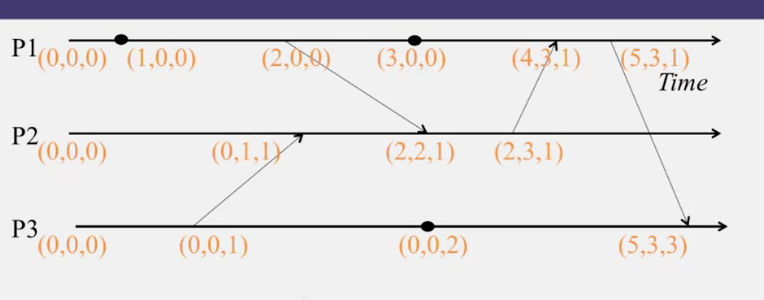 P1 (0,0,0) (1,0,0) (2,0,0) (3,0,0) (4,3,1) (5,3,1)
Time
P2 (0,0,0) (0,1,1) (2,2,1) (2,3,1)
P3 (0,0,0) (0,0,1) (0,0,2) (5,3,3)